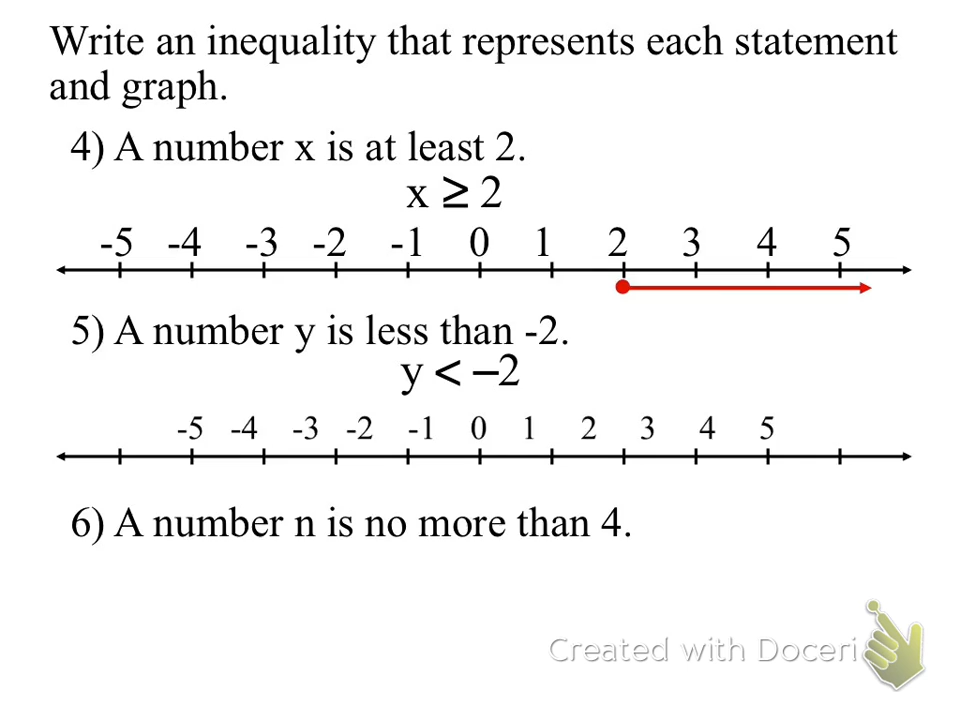 Write an inequality that represents each statement
and graph.
4) A number x is at least 2.
x ≥ 2
-5 -4 -3 -2 -1 0 1 2 3 4 5
5) A number y is less than -2.
y < −2
-5 -4 -3 -2 -1 0 1 2 3 4 5
6) A number n is no more than 4.
Created with Doceri